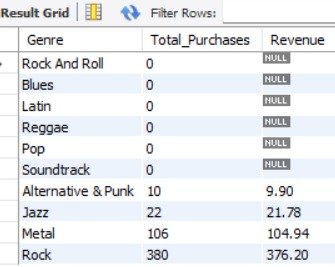 Result Grid Filter Rows:
Genre Total_Purchases Revenue
Rock And Roll 0 NULL
Blues 0 NULL
Latin 0 NULL
Reggae 0 NULL
Pop 0 NULL
Soundtrack 0 NULL
Alternative & Punk 10 9.90
Jazz 22 21.78
Metal 106 104.94
Rock 380 376.20